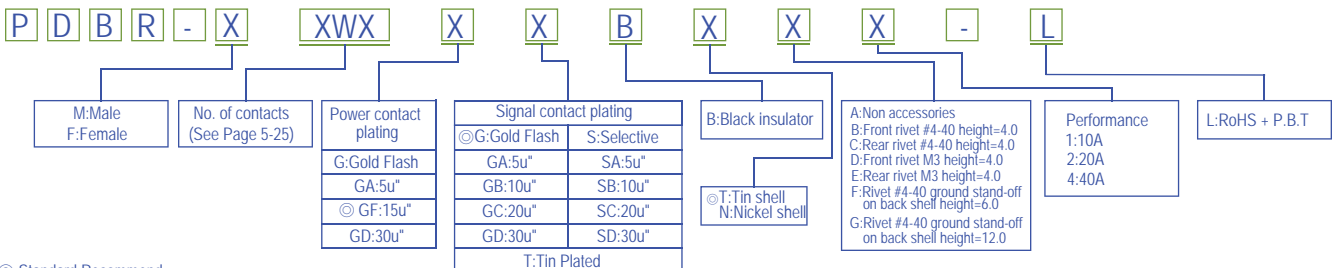 P D B R - X XWX X X B X X X - L
M:Male
F:Female
No. of contacts
(See Page 5-25)
Power contact
plating
G:Gold Flash
GA:5u"
◎ GF:15u"
GD:30u"
Signal contact plating
◎G:Gold Flash S:Selective
GA:5u" SA:5u"
GB:10u" SB:10u"
GC:20u" SC:20u"
GD:30u" SD:30u"
T:Tin Plated
B:Black insulator
◎T:Tin shell
N:Nickel shell
A:Non accessories
B:Front rivet #4-40 height=4.0
C:Rear rivet #4-40 height=4.0
D:Front rivet M3 height=4.0
E:Rear rivet M3 height=4.0
F:Rivet #4-40 ground stand-off
on back shell height=6.0
G:Rivet #4-40 ground stand-off
on back shell height=12.0
Performance
1:10A
2:20A
4:40A
L:RoHS + P.B.T
◎ Standard Recommend